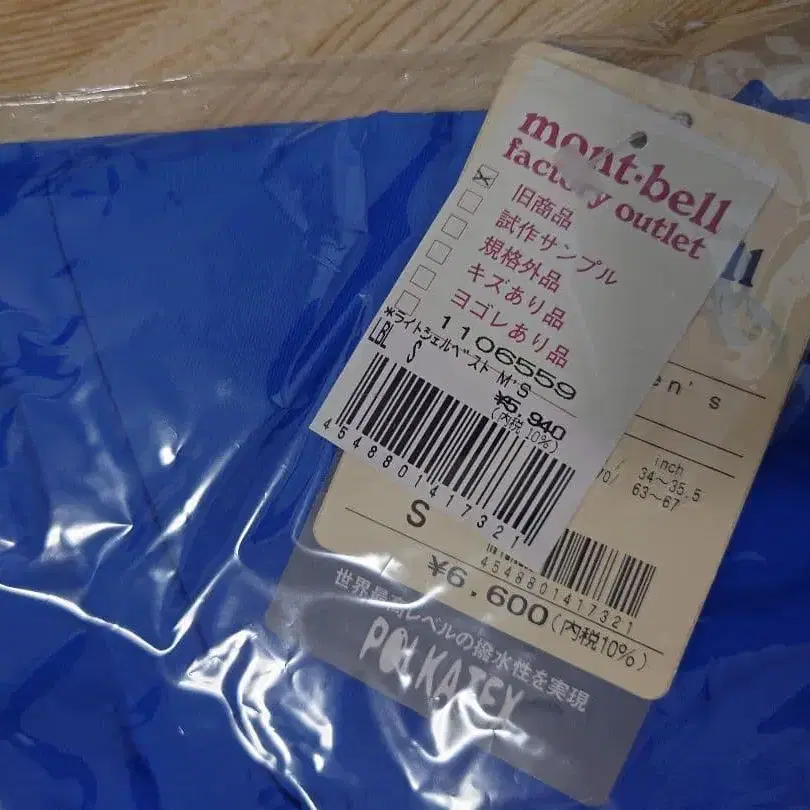 mont-bell
factory outlet
旧商品
試作サンプル
規格外品
キズあり品
ヨゴレあり品
1106559
*ライトシェルベスト M'S
LBL S
¥5,940
(内税10%)
4548801417321
en's
inch
34〜35.5
70/ 63〜67
S
4548801417321
¥6,600(内税10%)
世界最高レベルの撥水性を実現
POLKATEX